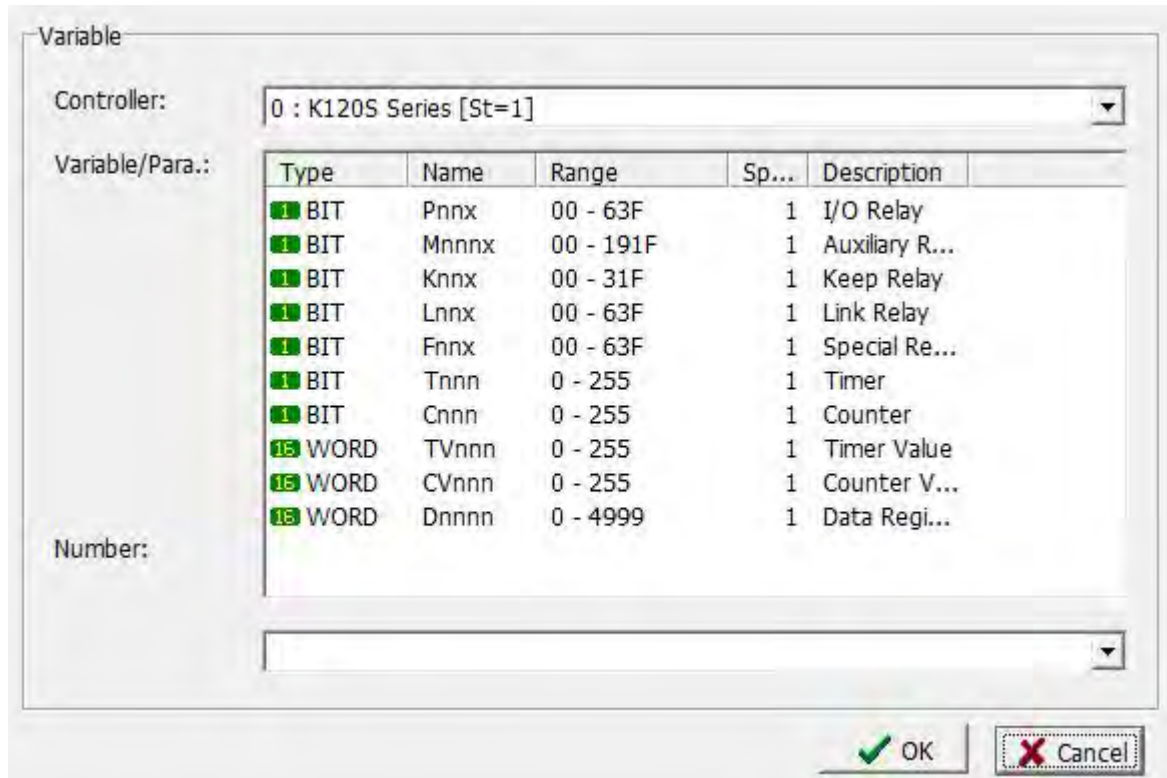 Variable
Controller: 0 : K120S Series [St=1]
Variable/Para.:
Type Name Range Sp... Description
1 BIT Pnnx 00 - 63F 1 I/O Relay
1 BIT Mnnnx 00 - 191F 1 Auxiliary R...
1 BIT Knnx 00 - 31F 1 Keep Relay
1 BIT Lnnx 00 - 63F 1 Link Relay
1 BIT Fnnx 00 - 63F 1 Special Re...
1 BIT Tnnn 0 - 255 1 Timer
1 BIT Cnnn 0 - 255 1 Counter
16 WORD TVnnn 0 - 255 1 Timer Value
16 WORD CVnnn 0 - 255 1 Counter V...
16 WORD Dnnnn 0 - 4999 1 Data Regi...
Number:
OK Cancel